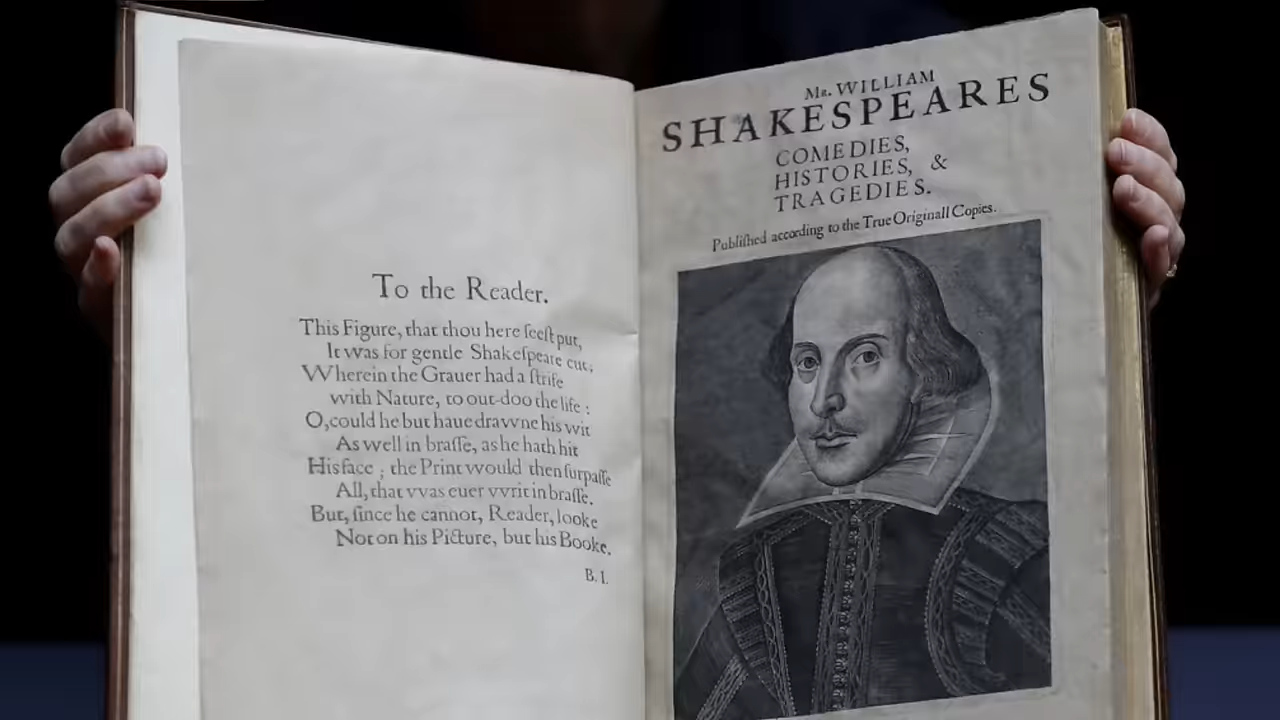 To the Reader.
This Figure, that thou here ſeeſt put,
It was for gentle Shakeſpeare cut;
Wherein the Grauer had a ſtrife
with Nature, to out-doo the life :
O, could he but haue dravvne his wit
As well in braſſe, as he hath hit
His face ; the Print would then ſurpaſſe
All, that vvas euer vvrit in braſſe.
But, ſince he cannot, Reader, looke
Not on his Picture, but his Booke.
B. I.
Mr. WILLIAM
SHAKESPEARES
COMEDIES,
HISTORIES, &
TRAGEDIES.
Publiſhed according to the True Originall Copies.